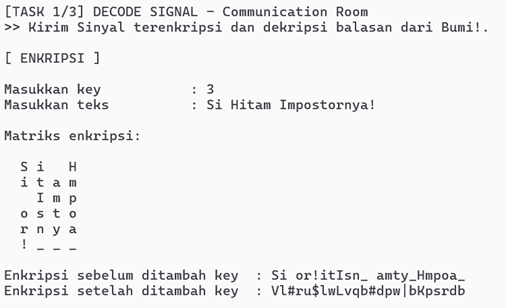 [TASK 1/3] DECODE SIGNAL - Communication Room
>> Kirim Sinyal terenkripsi dan dekripsi balasan dari Bumi!.
[ ENKRIPSI ]
Masukkan key : 3
Masukkan teks : Si Hitam Impostornya!
Matriks enkripsi:
S i   H
i t a m
  I m p
o s t o
r n y a
! _ _ _
Enkripsi sebelum ditambah key : Si or!itIsn_ amty_Hmpoa_
Enkripsi setelah ditambah key : Vl#ru$lwLvqb#dpw|bKpsrdb